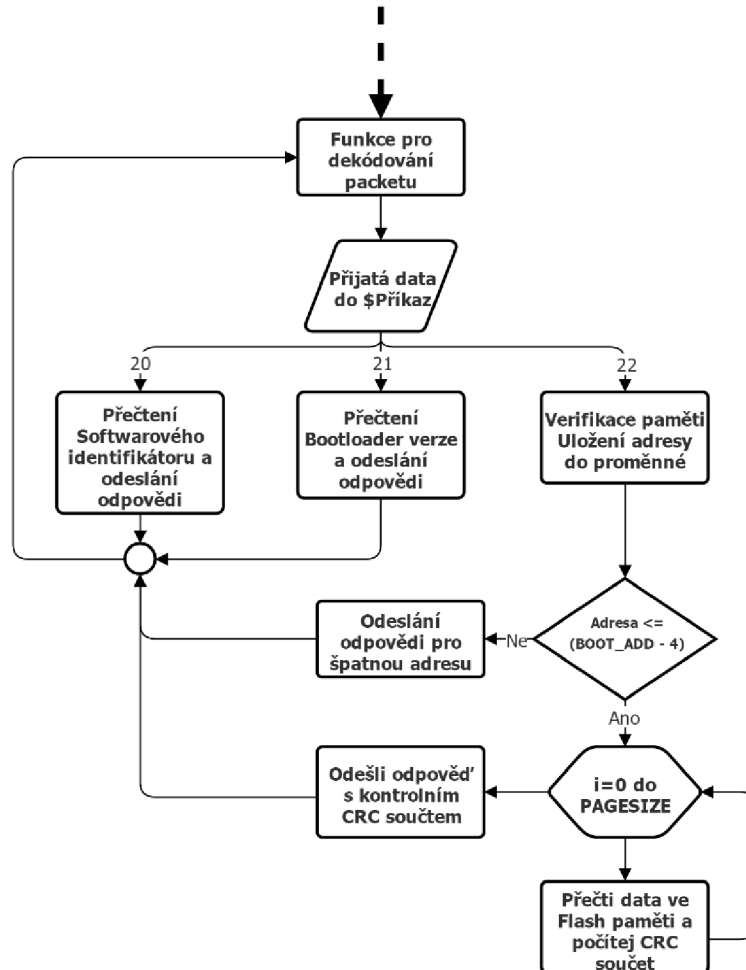 Funkce pro
dekódování
packetu
Přijatá data
do $Příkaz
20
21
22
Přečtení
Softwarového
identifikátoru a
odeslání
odpovědi
Přečtení
Bootloader verze
a odeslání
odpovědi
Verifikace paměti
Uložení adresy
do proměnné
Adresa <=
(BOOT_ADD - 4)
Ne
Odeslání
odpovědi pro
špatnou adresu
Ano
i=0 do
PAGESIZE
Odešli odpověď
s kontrolním
CRC součtem
Přečti data ve
Flash paměti a
počítej CRC
součet